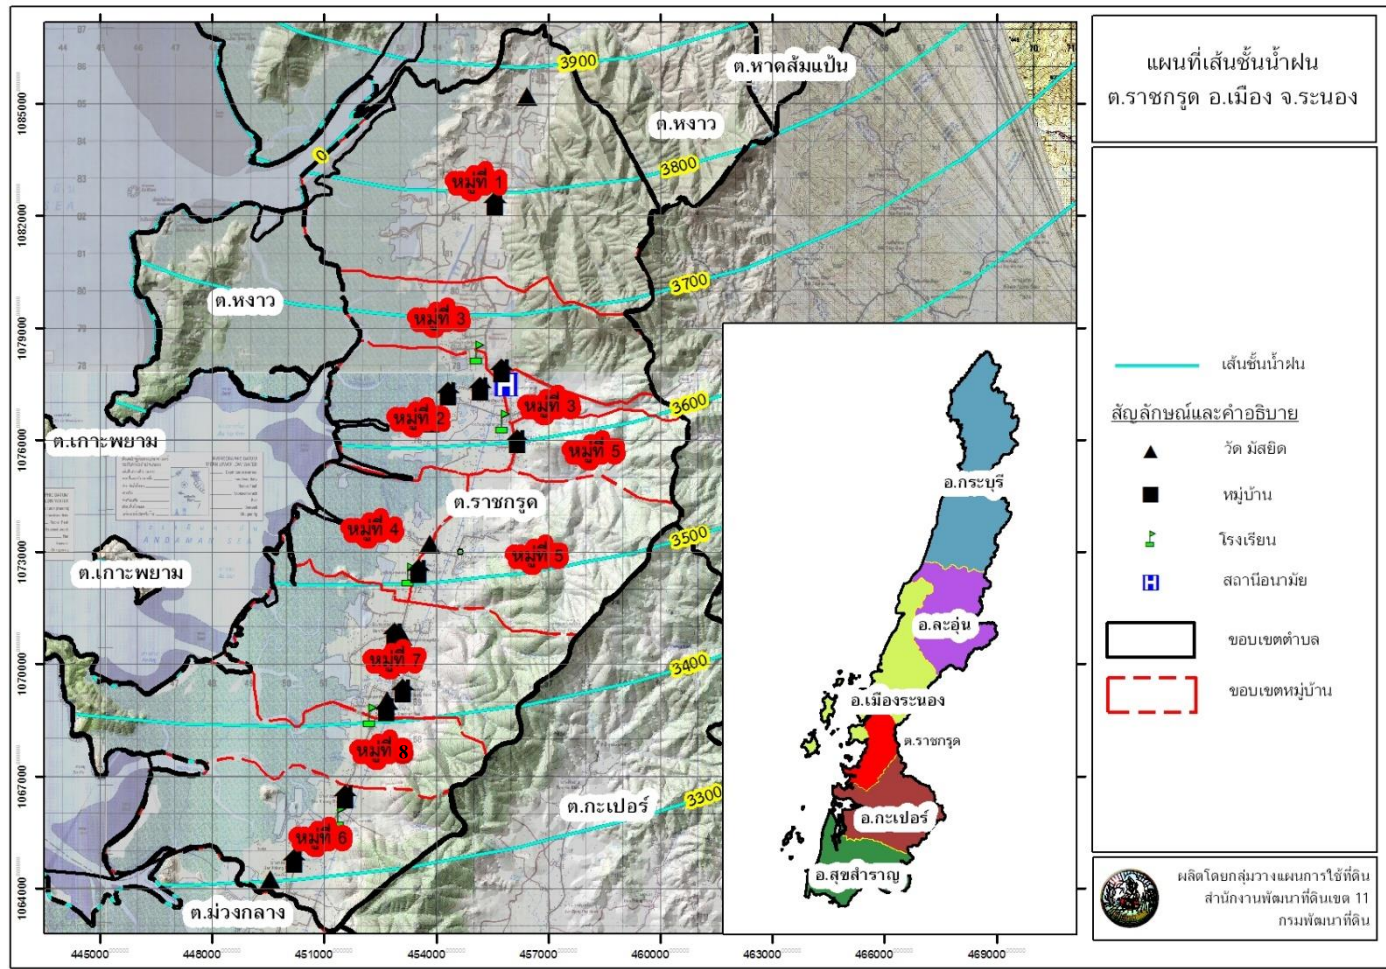 แผนที่เส้นชั้นน้ำฝน
ต.ราชกรูด อ.เมือง จ.ระนอง
3900
ต.หาดส้มแป้น
ต.หงาว
0
3800
หมู่ที่ 1
3700
ต.หงาว
หมู่ที่ 3
3600
หมู่ที่ 2
หมู่ที่ 3
ต.เกาะพยาม
หมู่ที่ 5
ต.ราชกรูด
หมู่ที่ 4
3500
หมู่ที่ 5
ต.เกาะพยาม
ANDAMAN SEA
หมู่ที่ 7
3400
หมู่ที่ 8
3300
ต.กะเปอร์
หมู่ที่ 6
ต.ม่วงกลาง
1085000
1082000
1079000
1076000
1073000
1070000
1067000
1064000
445000 448000 451000 454000 457000 460000 463000 466000 469000
อ.กระบุรี
อ.ละอุ่น
อ.เมืองระนอง
ต.ราชกรูด
อ.กะเปอร์
อ.สุขสำราญ
เส้นชั้นน้ำฝน
สัญลักษณ์และคำอธิบาย
วัด มัสยิด
หมู่บ้าน
โรงเรียน
H สถานีอนามัย
ขอบเขตตำบล
ขอบเขตหมู่บ้าน
ผลิตโดยกลุ่มวางแผนการใช้ที่ดิน
สำนักงานพัฒนาที่ดินเขต 11
กรมพัฒนาที่ดิน